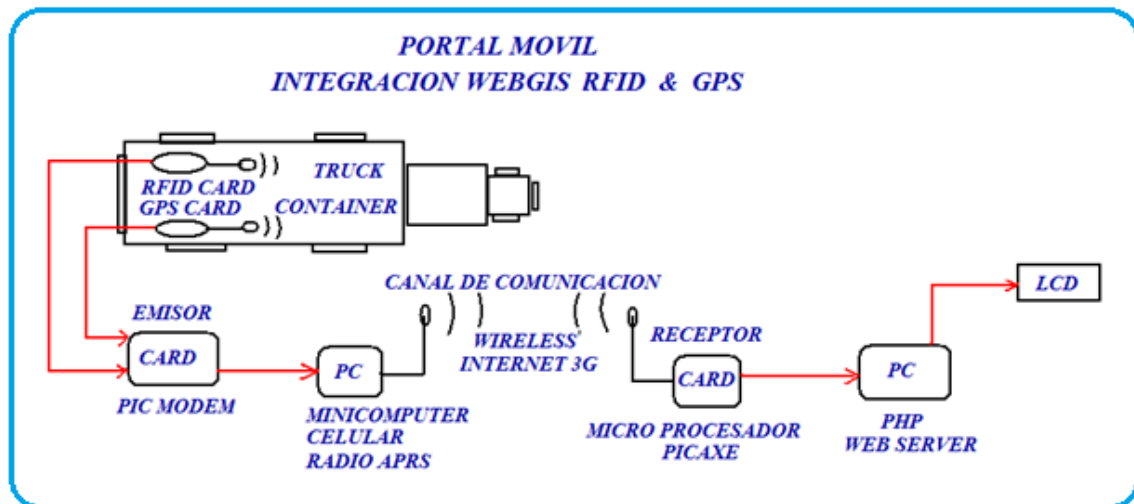 PORTAL MOVIL
INTEGRACION WEBGIS RFID & GPS
RFID CARD
GPS CARD
TRUCK
CONTAINER
CANAL DE COMUNICACION
WIRELESS
INTERNET 3G
EMISOR
CARD
PIC MODEM
PC
MINICOMPUTER
CELULAR
RADIO APRS
RECEPTOR
CARD
MICRO PROCESADOR
PICAXE
PC
PHP
WEB SERVER
LCD